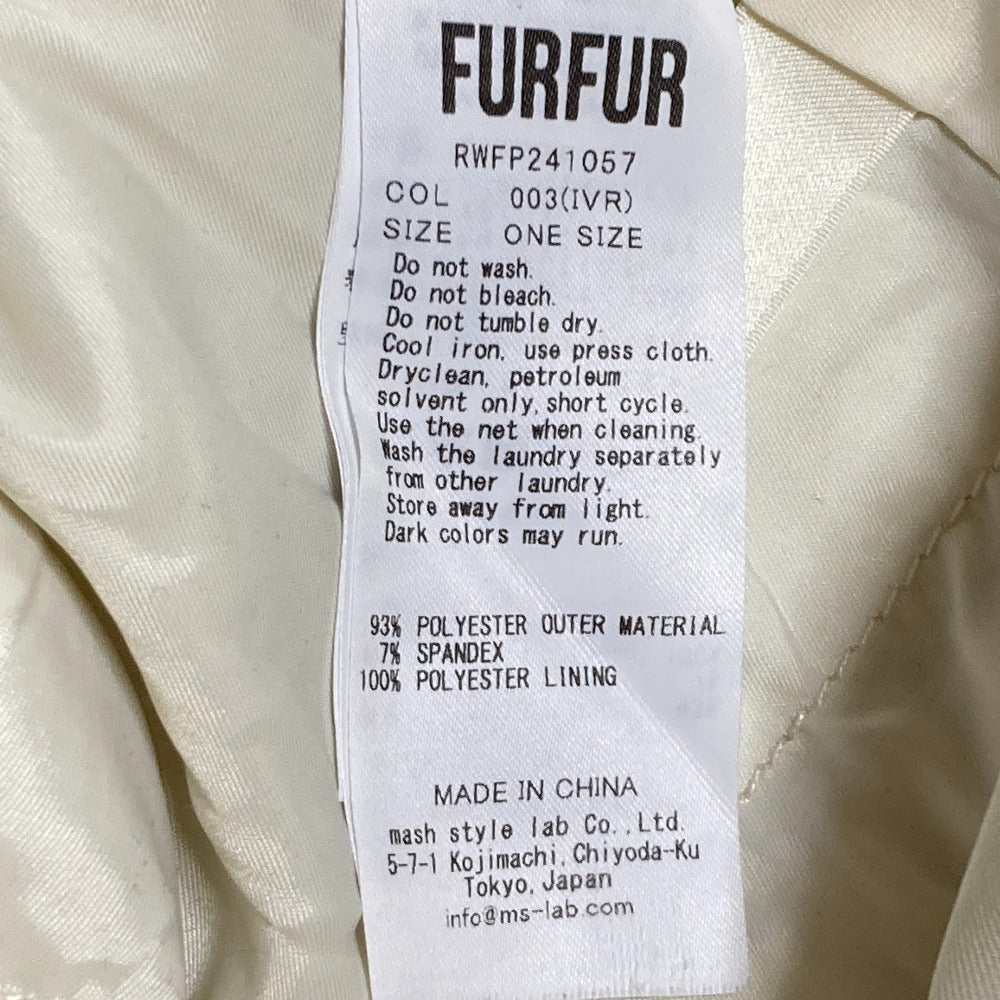 FURFUR
RWFP241057
COL 003(IVR)
SIZE ONE SIZE
Do not wash.
Do not bleach.
Do not tumble dry.
Cool iron, use press cloth.
Dryclean, petroleum
solvent only, short cycle.
Use the net when cleaning.
Wash the laundry separately
from other laundry.
Store away from light.
Dark colors may run.
93% POLYESTER OUTER MATERIAL
7% SPANDEX
100% POLYESTER LINING
MADE IN CHINA
mash style lab Co., Ltd.
5-7-1 Kojimachi, Chiyoda-Ku
Tokyo, Japan
info@ms-lab.com